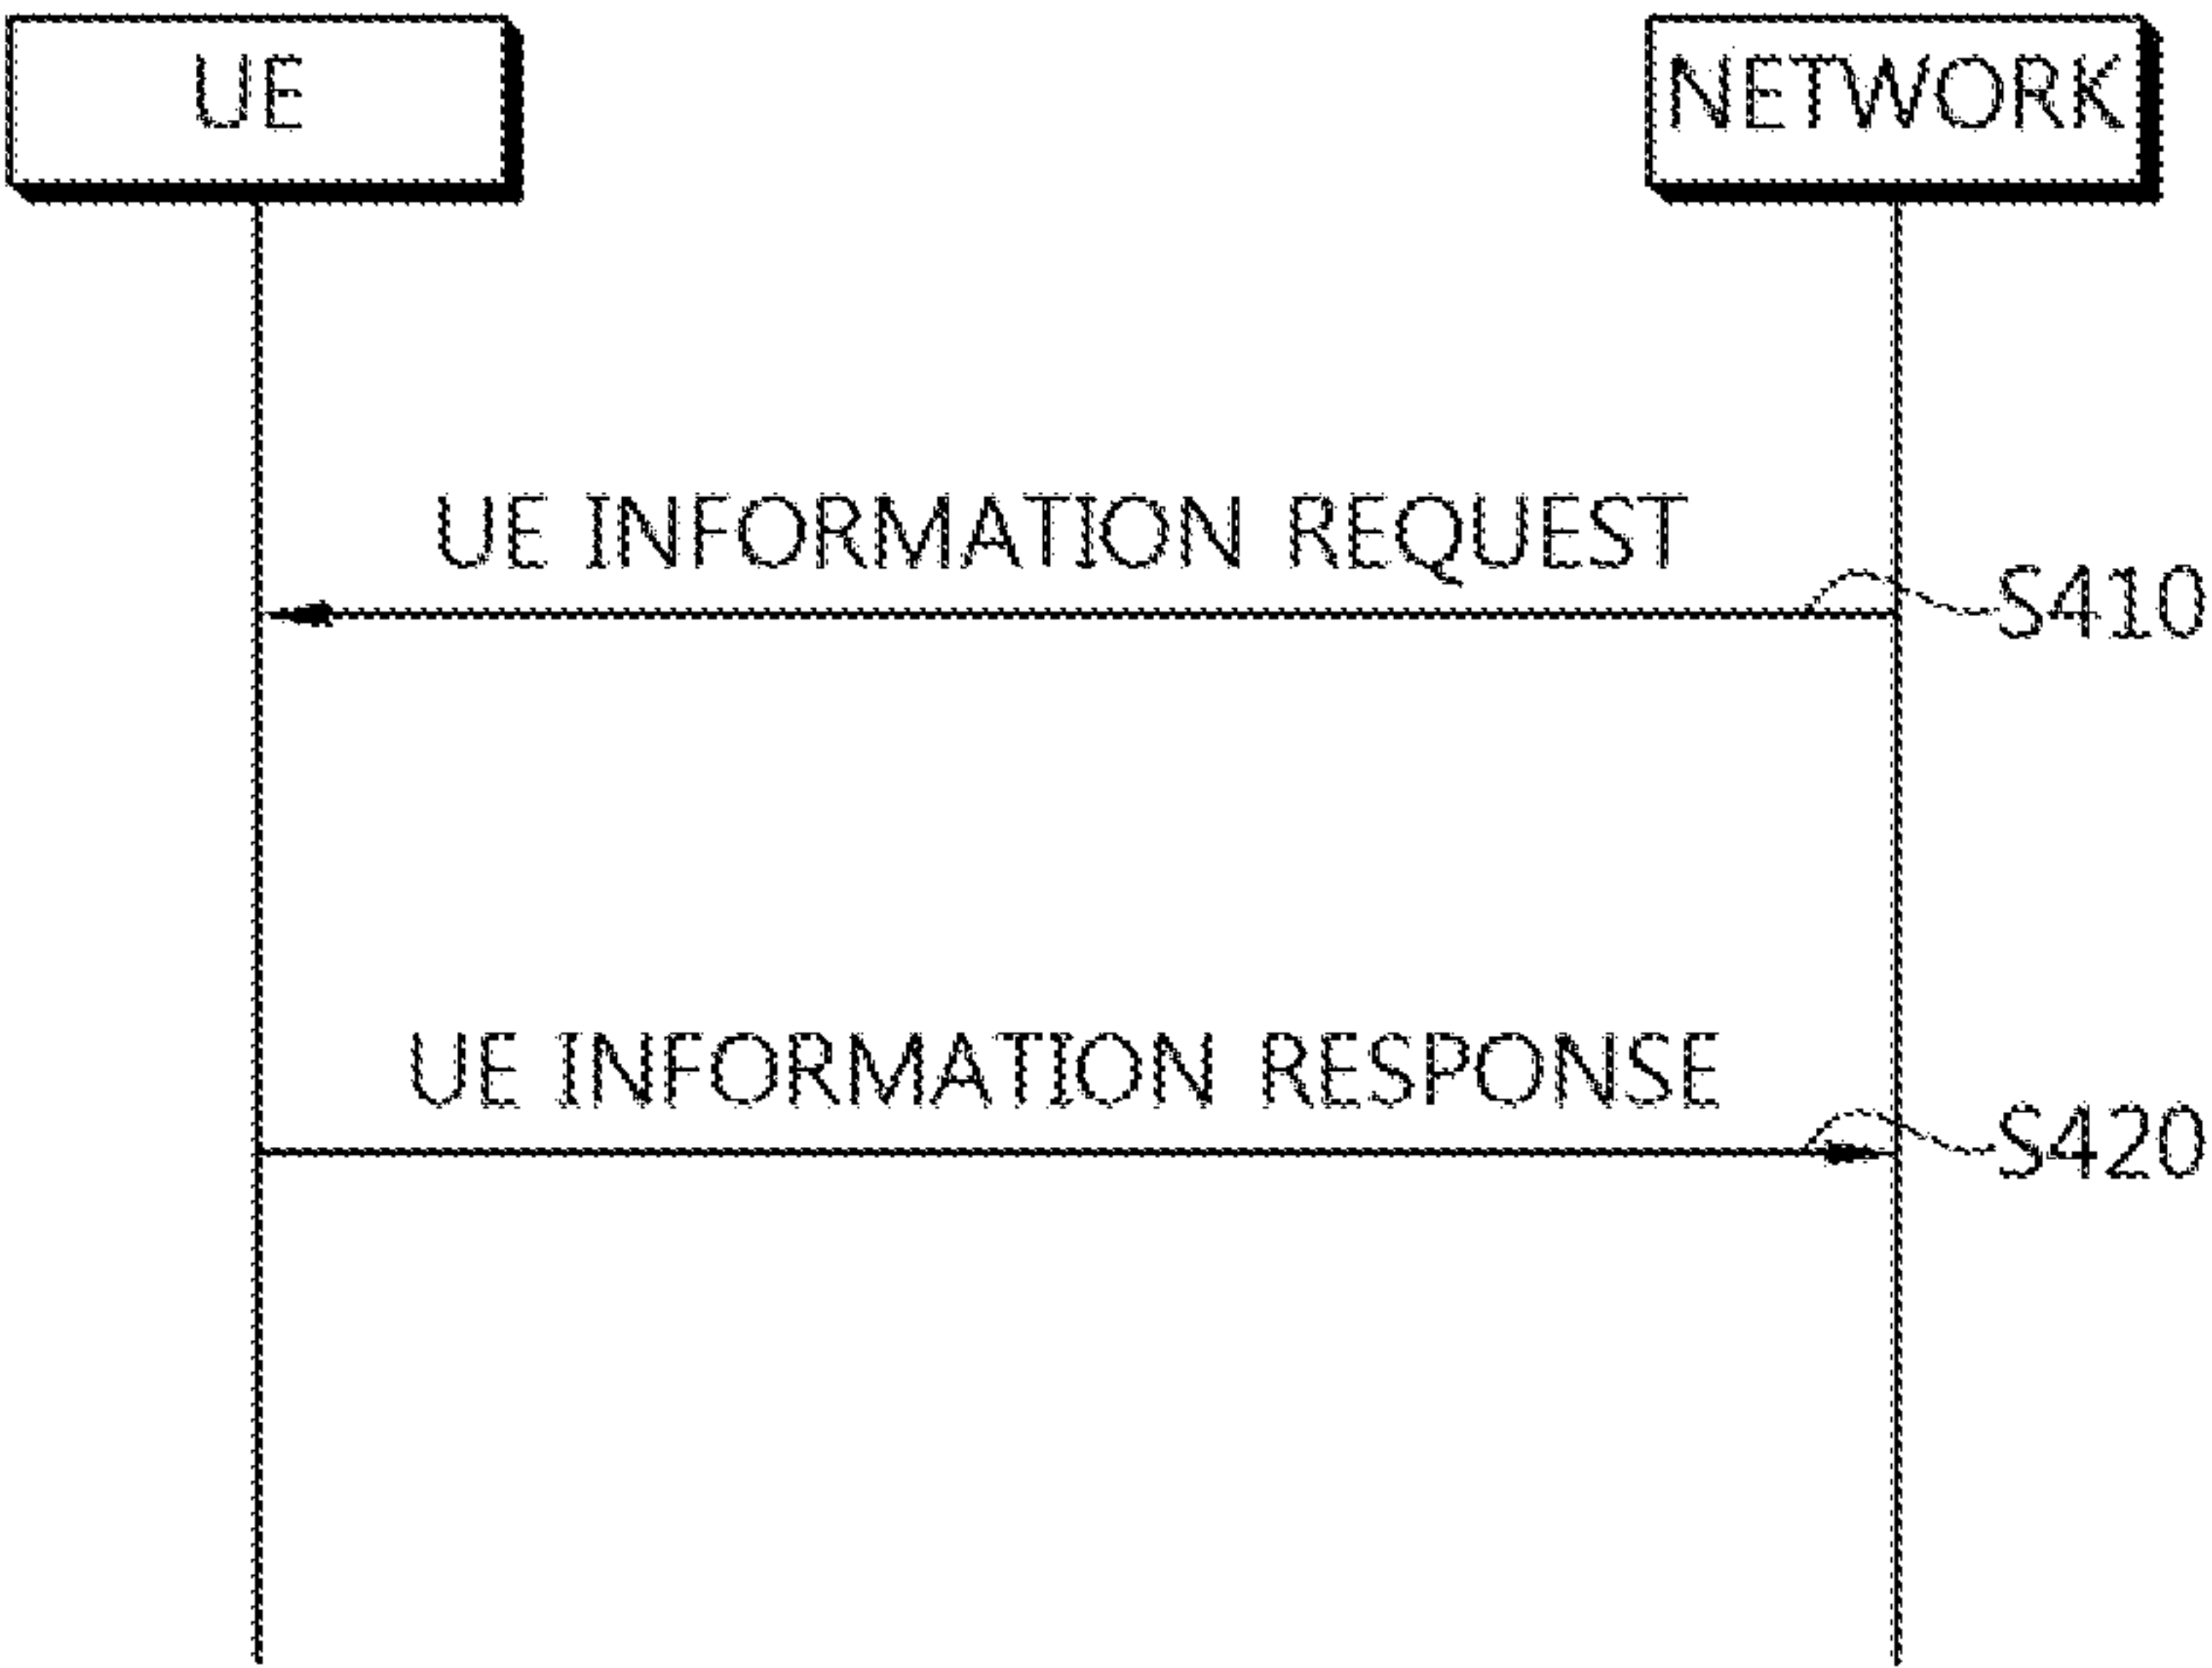 UE
NETWORK
UE INFORMATION REQUEST
S410
UE INFORMATION RESPONSE
S420